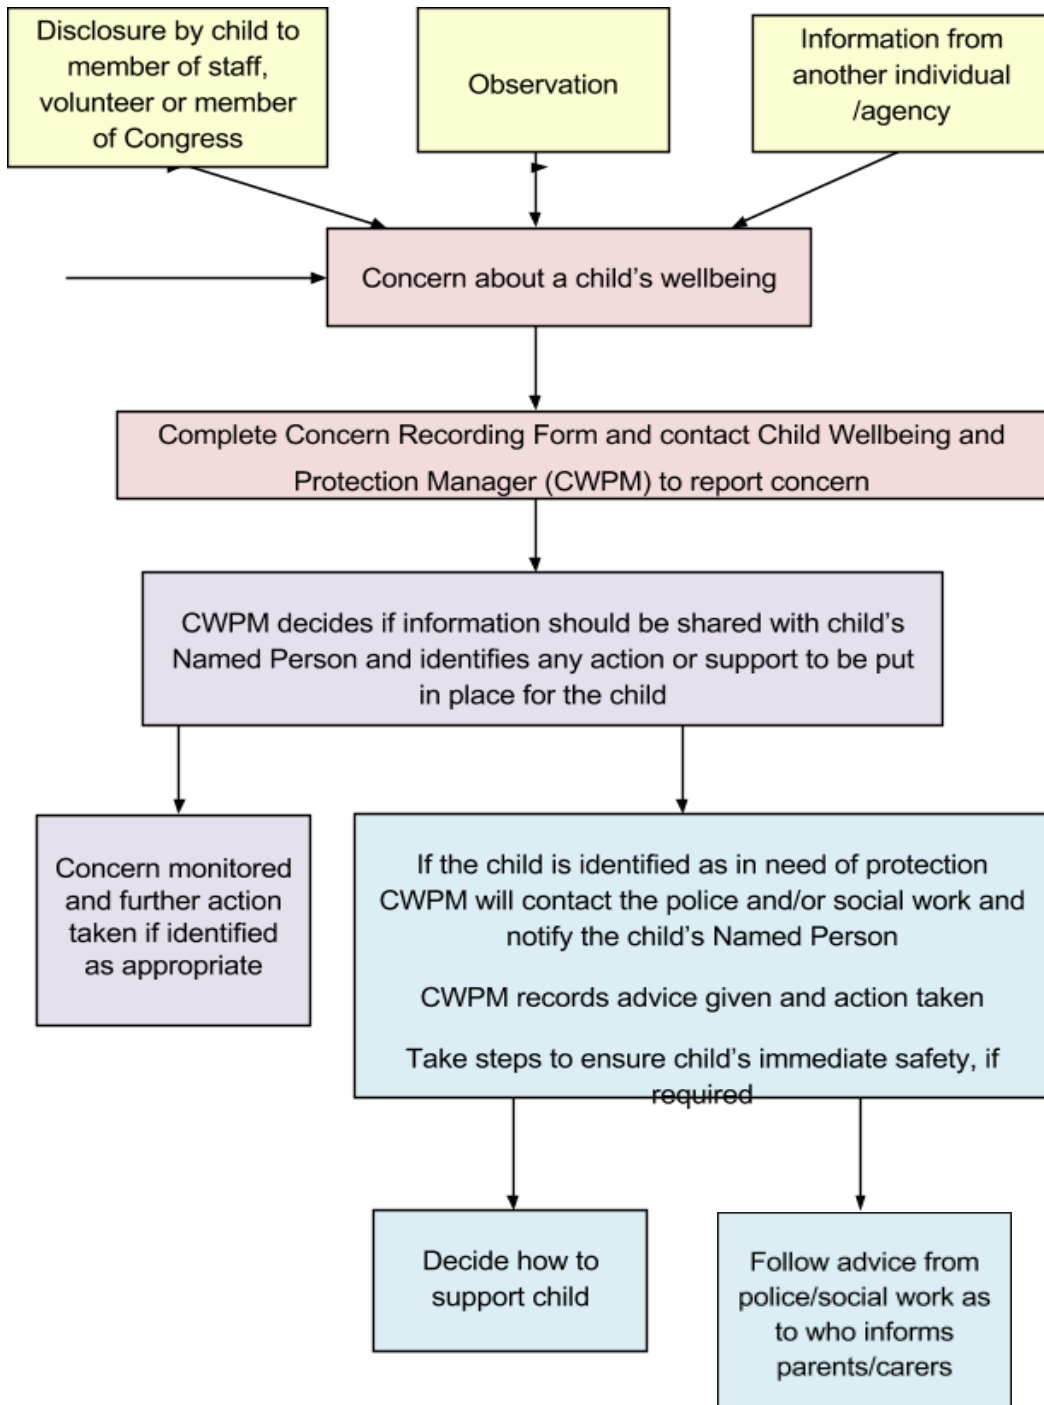 Disclosure by child to
member of staff,
volunteer or member
of Congress
Observation
Information from
another individual
/agency
Concern about a child’s wellbeing
Complete Concern Recording Form and contact Child Wellbeing and
Protection Manager (CWPM) to report concern
CWPM decides if information should be shared with child’s
Named Person and identifies any action or support to be put
in place for the child
Concern monitored
and further action
taken if identified
as appropriate
If the child is identified as in need of protection
CWPM will contact the police and/or social work and
notify the child’s Named Person
CWPM records advice given and action taken
Take steps to ensure child’s immediate safety, if
required
Decide how to
support child
Follow advice from
police/social work as
to who informs
parents/carers